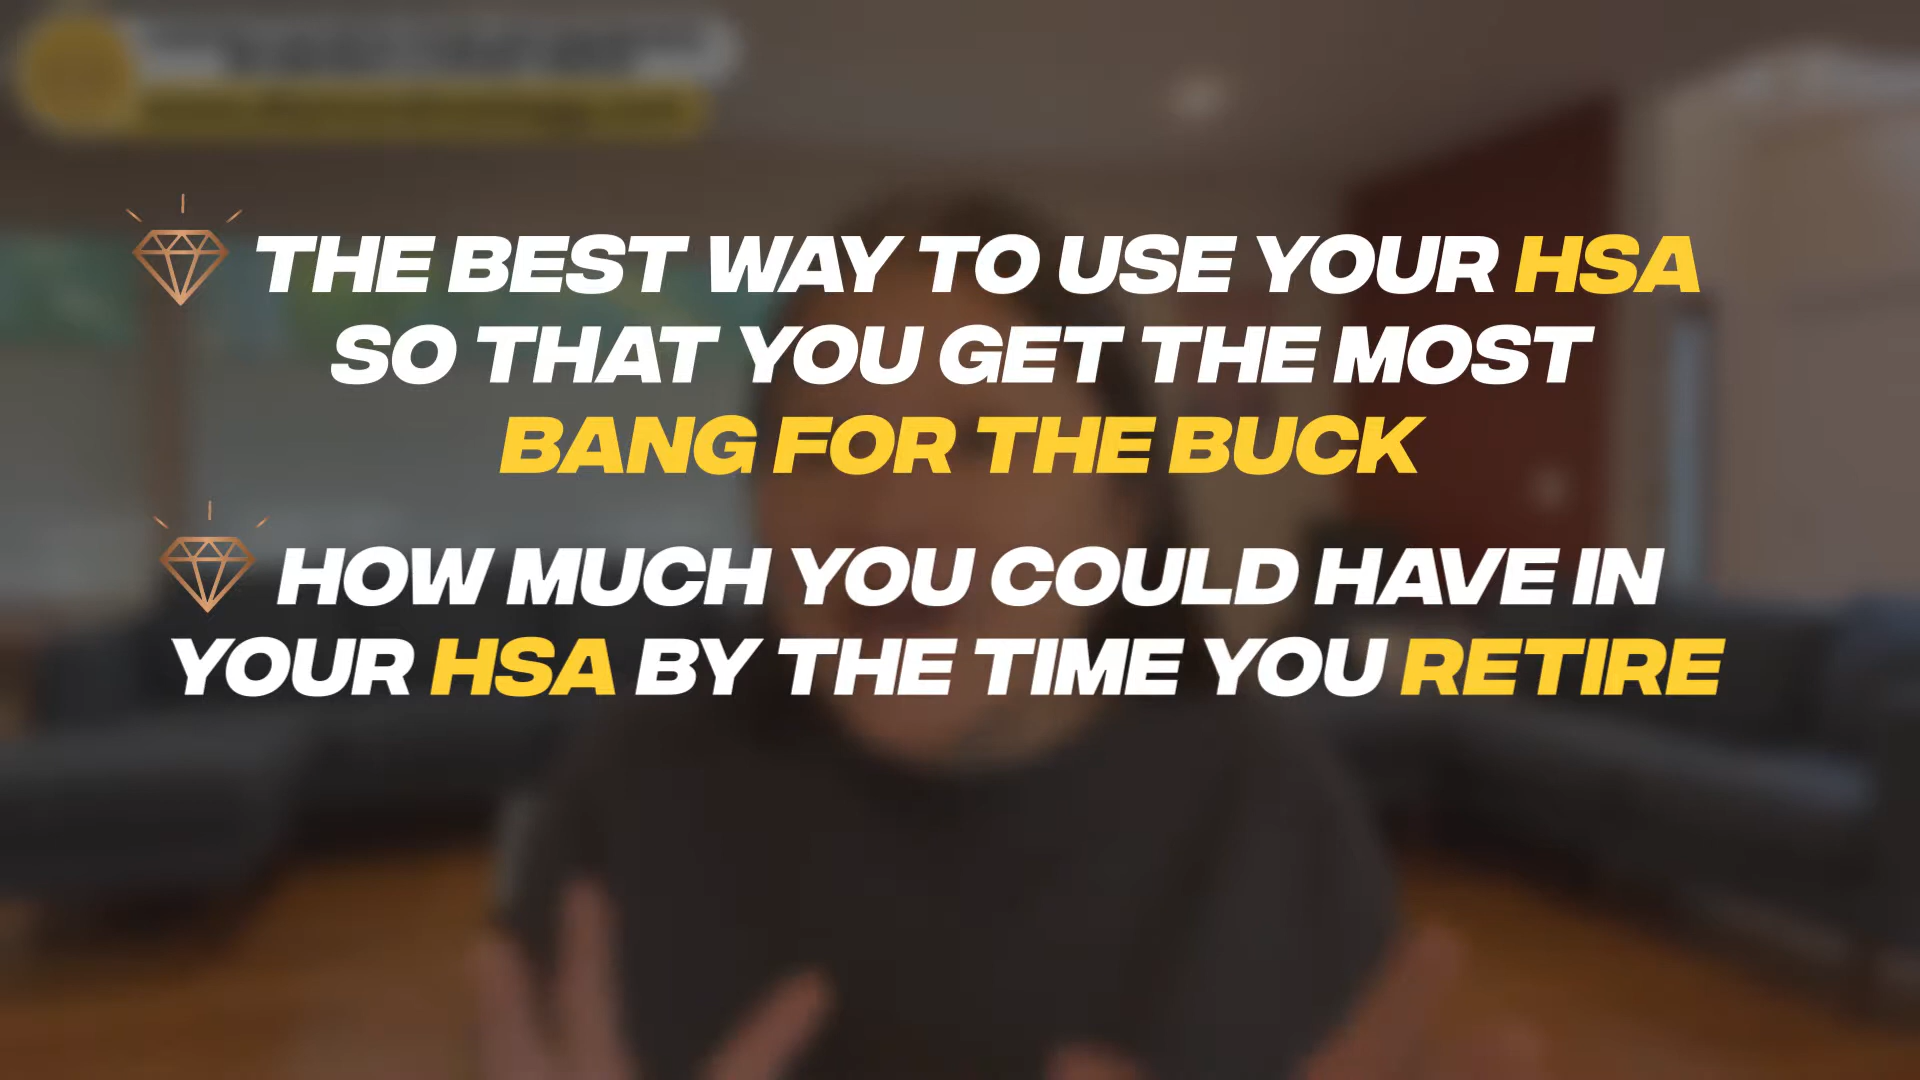 THE BEST WAY TO USE YOUR HSA
SO THAT YOU GET THE MOST
BANG FOR THE BUCK
HOW MUCH YOU COULD HAVE IN
YOUR HSA BY THE TIME YOU RETIRE